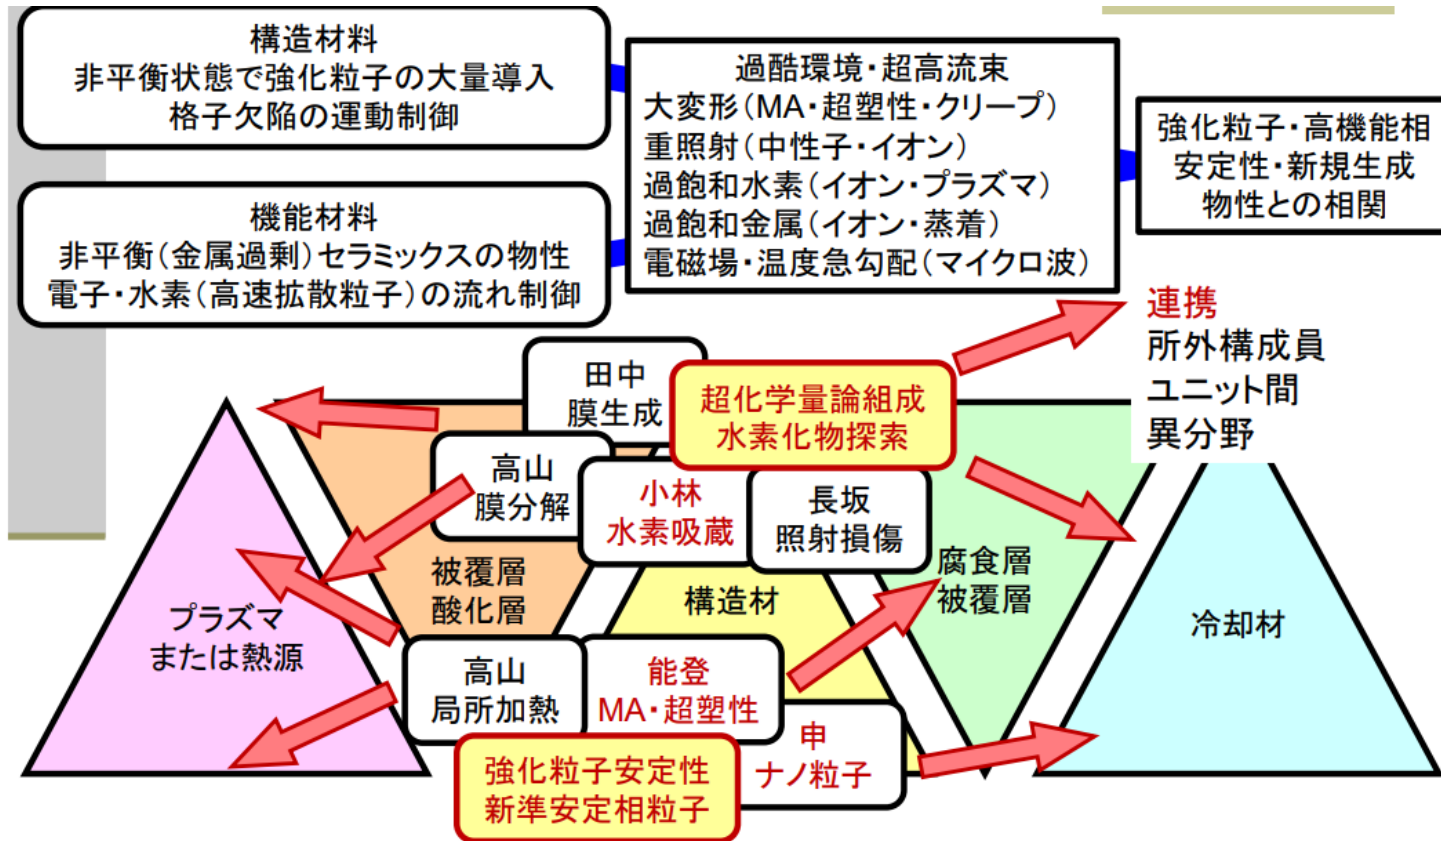 構造材料
非平衡状態で強化粒子の大量導入
格子欠陥の運動制御
機能材料
非平衡(金属過剰)セラミックスの物性
電子・水素(高速拡散粒子)の流れ制御
過酷環境・超高流束
大変形(MA・超塑性・クリープ)
重照射(中性子・イオン)
過飽和水素(イオン・プラズマ)
過飽和金属(イオン・蒸着)
電磁場・温度急勾配(マイクロ波)
強化粒子・高機能相
安定性・新規生成
物性との相関
連携
所外構成員
ユニット間
異分野
田中
膜生成
超化学量論組成
水素化物探索
高山
膜分解
小林
水素吸蔵
長坂
照射損傷
被覆層
酸化層
構造材
腐食層
被覆層
プラズマ
または熱源
冷却材
高山
局所加熱
能登
MA・超塑性
申
ナノ粒子
強化粒子安定性
新準安定相粒子